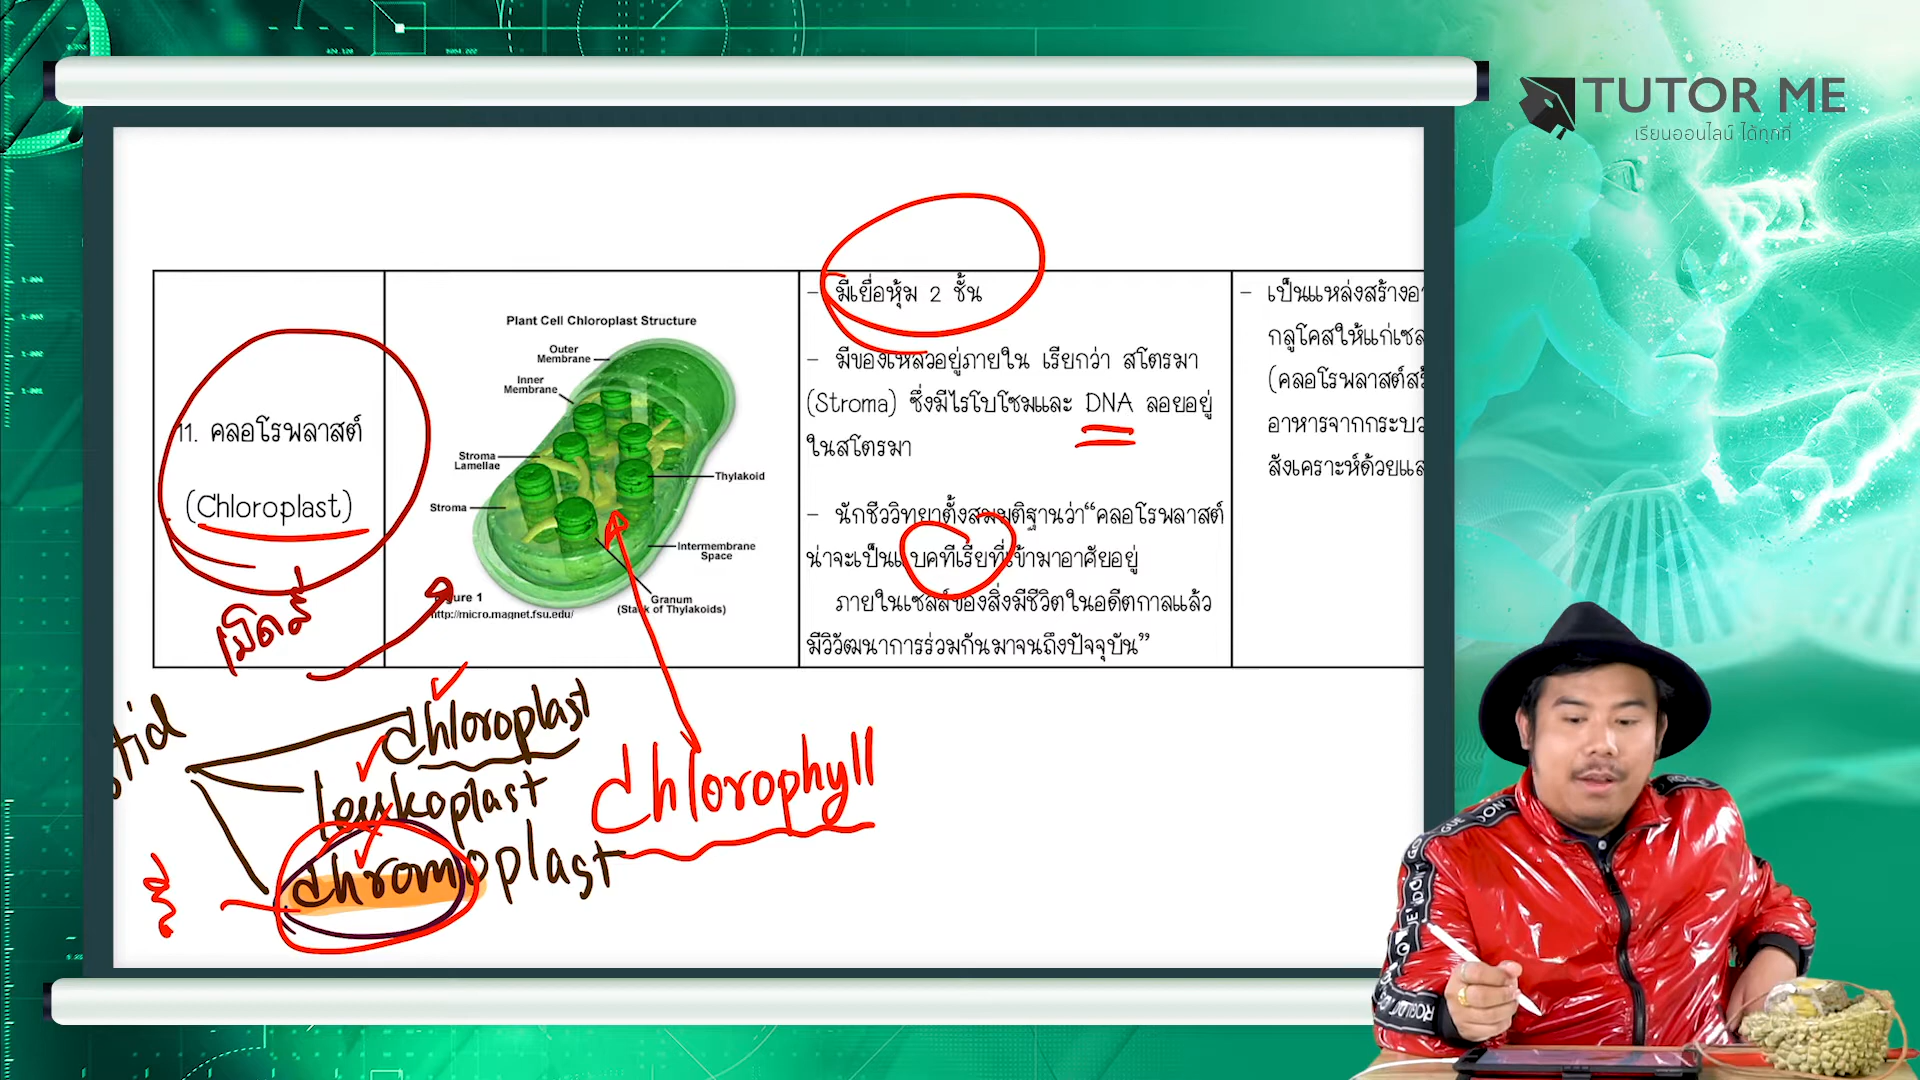 TUTOR ME
เรียนออนไลน์ ได้ทุกที่
11. คลอโรพลาสต์
(Chloroplast)
เม็ดสี
Plant Cell Chloroplast Structure
Outer
Membrane
Inner
Membrane
Stroma
Lamellae
Stroma
Thylakoid
Intermembrane
Space
Granum
(Stack of Thylakoids)
gure 1
http://micro.magnet.fsu.edu/
- มีเยื่อหุ้ม 2 ชั้น
- มีของเหลวอยู่ภายใน เรียกว่า สโตรมา
(Stroma) ซึ่งมีไรโบโซมและ DNA ลอยอยู่
ในสโตรมา
- นักชีววิทยาตั้งสมมติฐานว่า“คลอโรพลาสต์
น่าจะเป็นแบคทีเรียที่เข้ามาอาศัยอยู่
ภายในเซลล์ของสิ่งมีชีวิตในอดีตกาลแล้ว
มีวิวัฒนาการร่วมกันมาจนถึงปัจจุบัน”
- เป็นแหล่งสร้างอา
กลูโคสให้แก่เซล
(คลอโรพลาสต์สร้
อาหารจากกระบว
สังเคราะห์ด้วยแส
stid
chloroplast
leukoplast
chromoplast
สี
chlorophyll